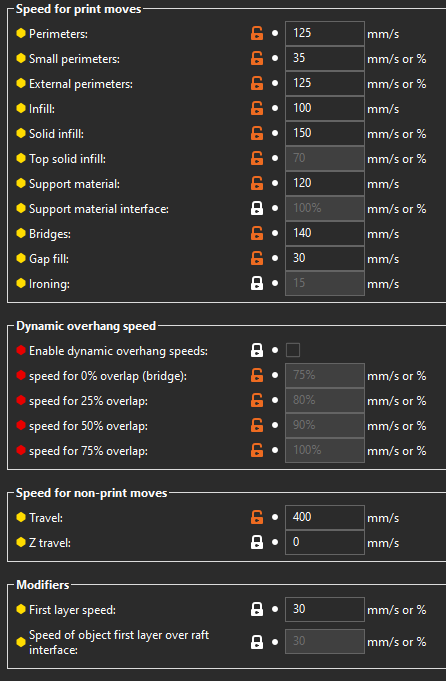 Speed for print moves
Perimeters: 125 mm/s
Small perimeters: 35 mm/s or %
External perimeters: 125 mm/s or %
Infill: 100 mm/s
Solid infill: 150 mm/s or %
Top solid infill: 70 mm/s or %
Support material: 120 mm/s
Support material interface: 100% mm/s or %
Bridges: 140 mm/s
Gap fill: 30 mm/s
Ironing: 15 mm/s
Dynamic overhang speed
Enable dynamic overhang speeds:
speed for 0% overlap (bridge): 75% mm/s or %
speed for 25% overlap: 80% mm/s or %
speed for 50% overlap: 90% mm/s or %
speed for 75% overlap: 100% mm/s or %
Speed for non-print moves
Travel: 400 mm/s
Z travel: 0 mm/s
Modifiers
First layer speed: 30 mm/s or %
Speed of object first layer over raft
interface: 30 mm/s or %